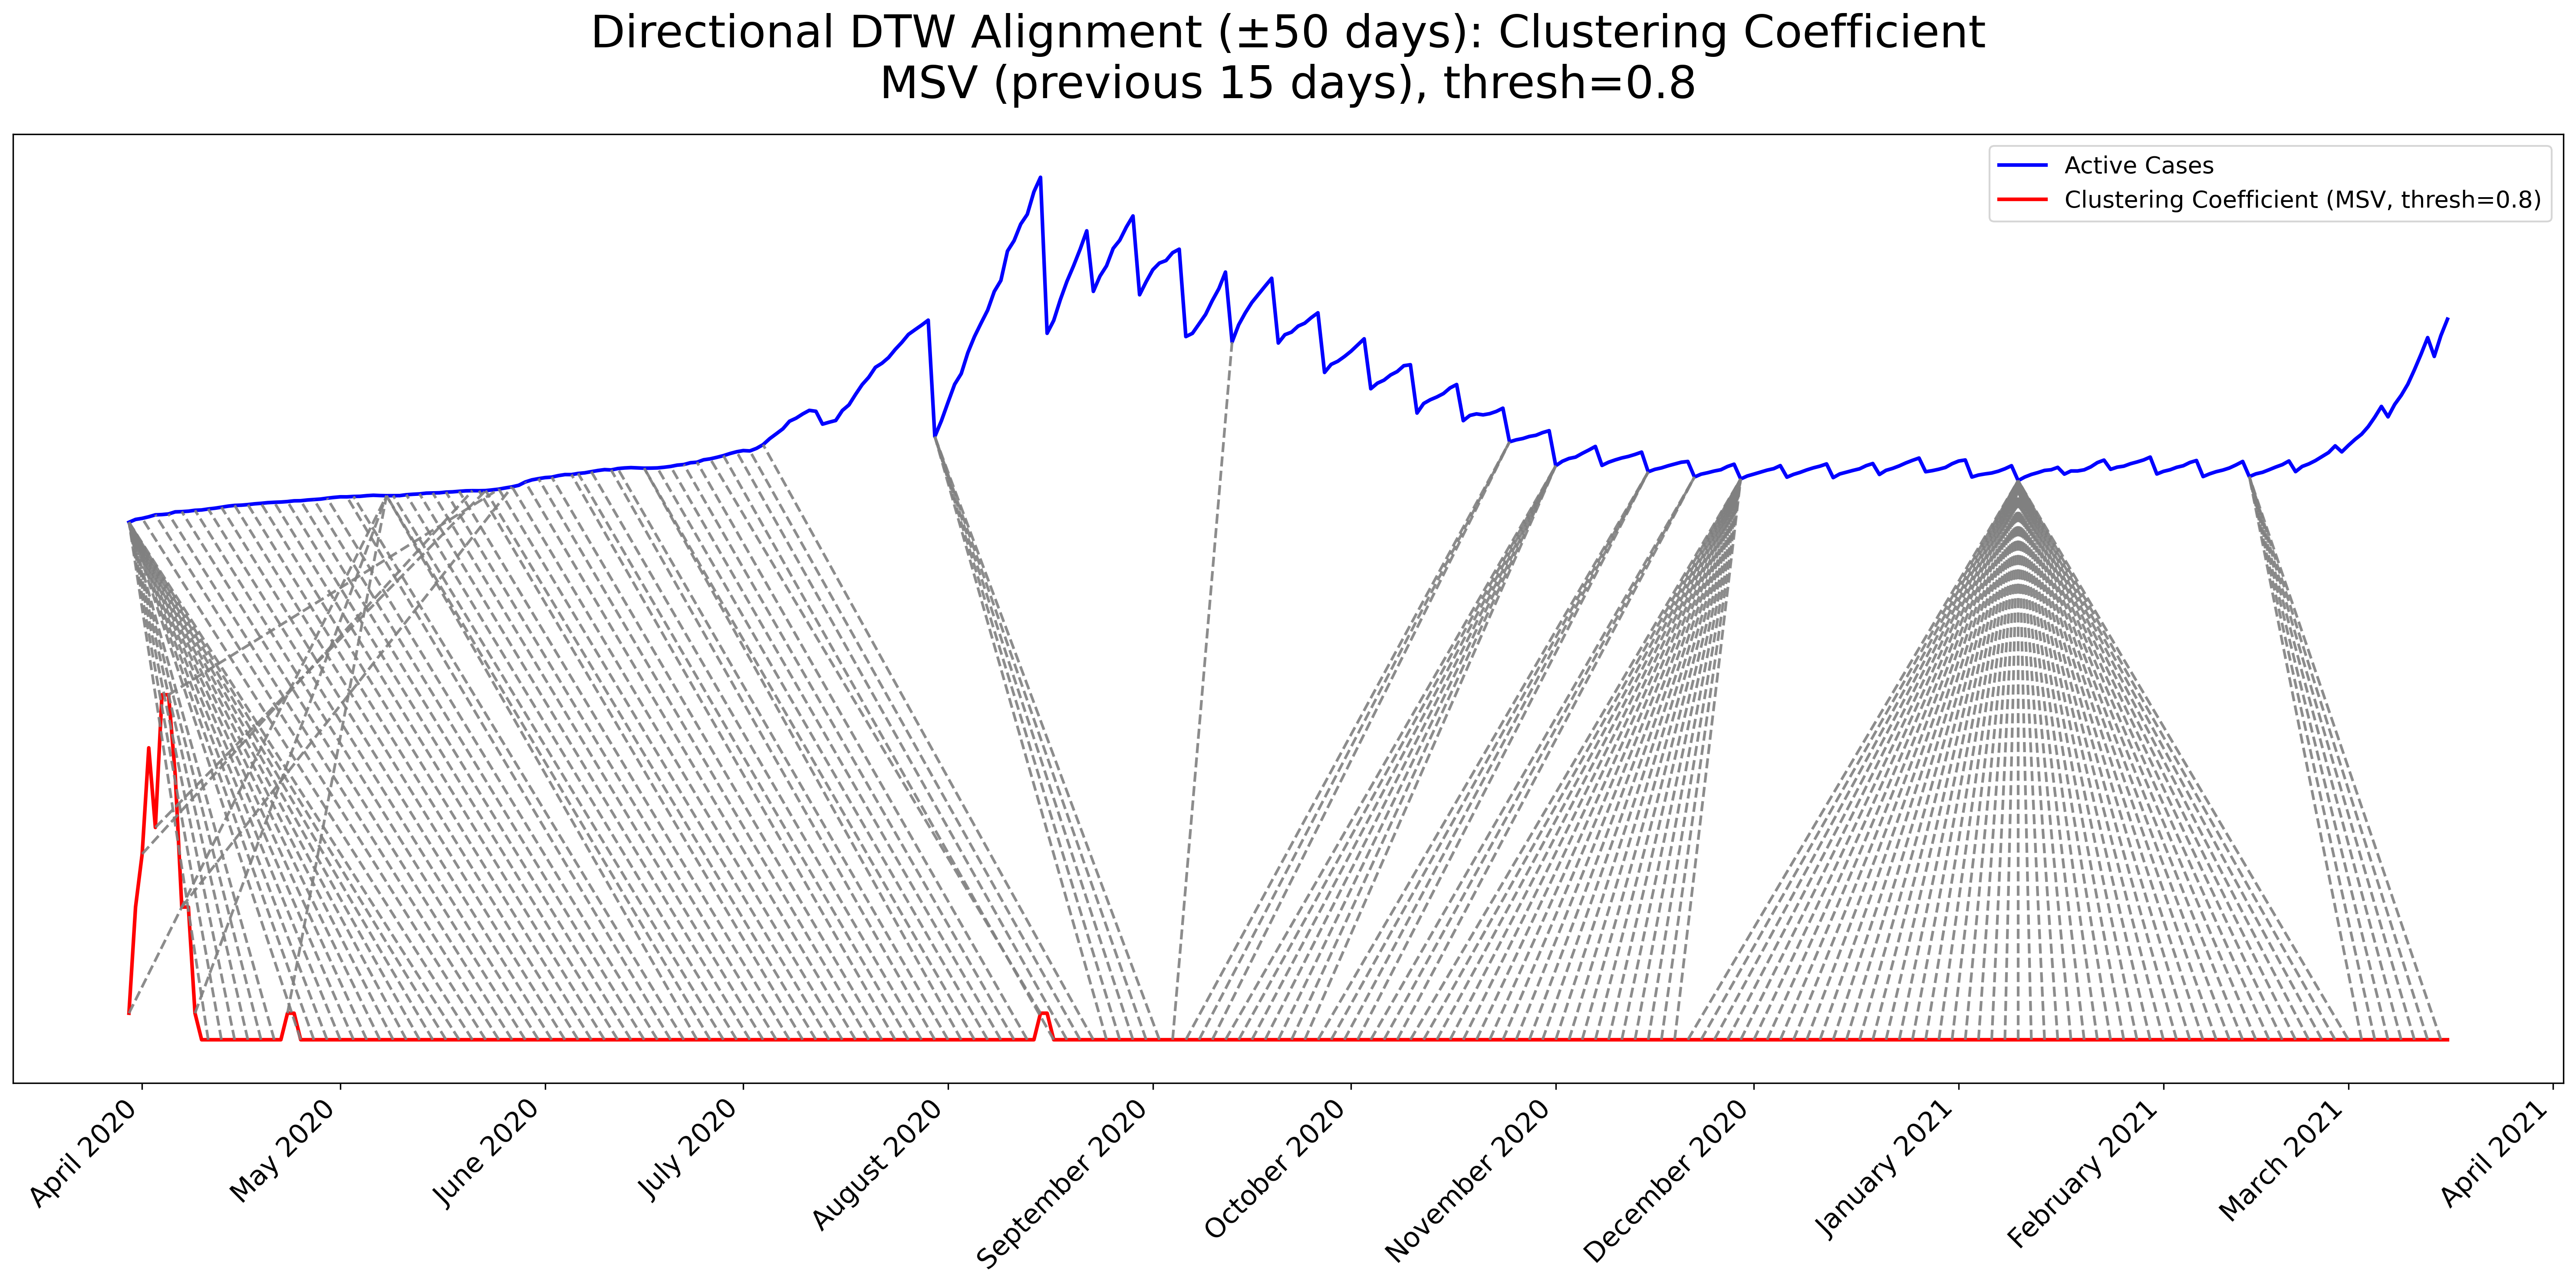 Directional DTW Alignment (±50 days): Clustering Coefficient
MSV (previous 15 days), thresh=0.8
Active Cases
Clustering Coefficient (MSV, thresh=0.8)
April 2020
May 2020
June 2020
July 2020
August 2020
September 2020
October 2020
November 2020
December 2020
January 2021
February 2021
March 2021
April 2021